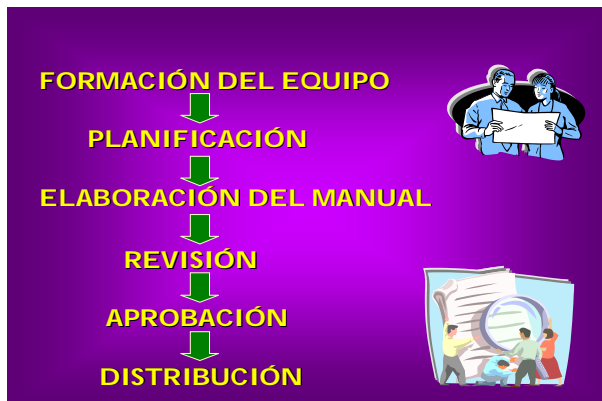 FORMACIÓN DEL EQUIPO
PLANIFICACIÓN
ELABORACIÓN DEL MANUAL
REVISIÓN
APROBACIÓN
DISTRIBUCIÓN